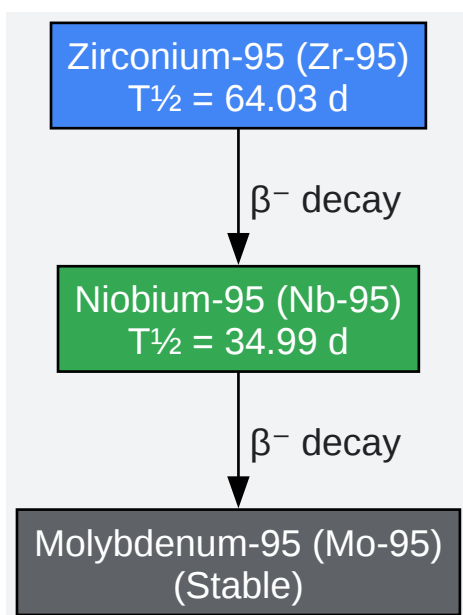 Zirconium-95 (Zr-95)
T½ = 64.03 d
β⁻ decay
Niobium-95 (Nb-95)
T½ = 34.99 d
β⁻ decay
Molybdenum-95 (Mo-95)
(Stable)